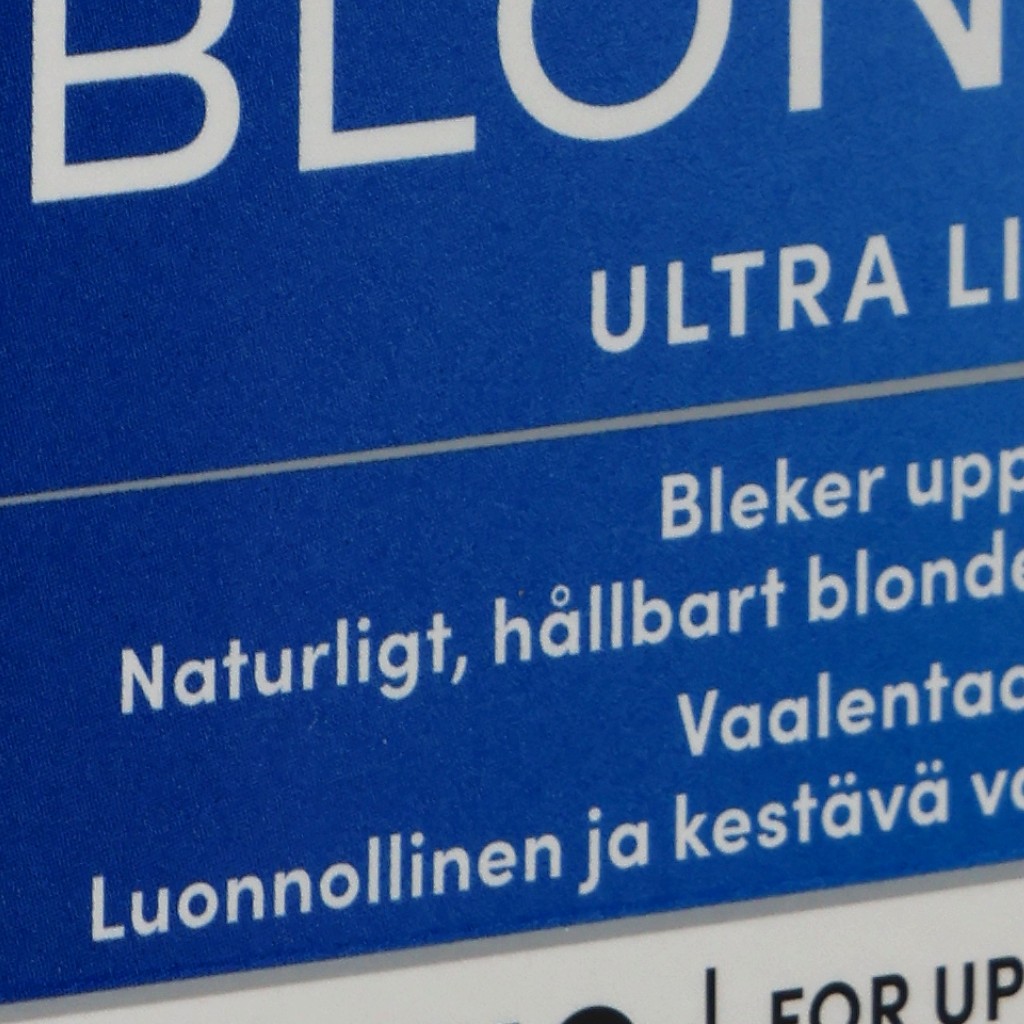 BLON
ULTRA LI
Bleker upp
Naturligt, hållbart blonde
Vaalentaa
Luonnollinen ja kestävä va
FOR UP